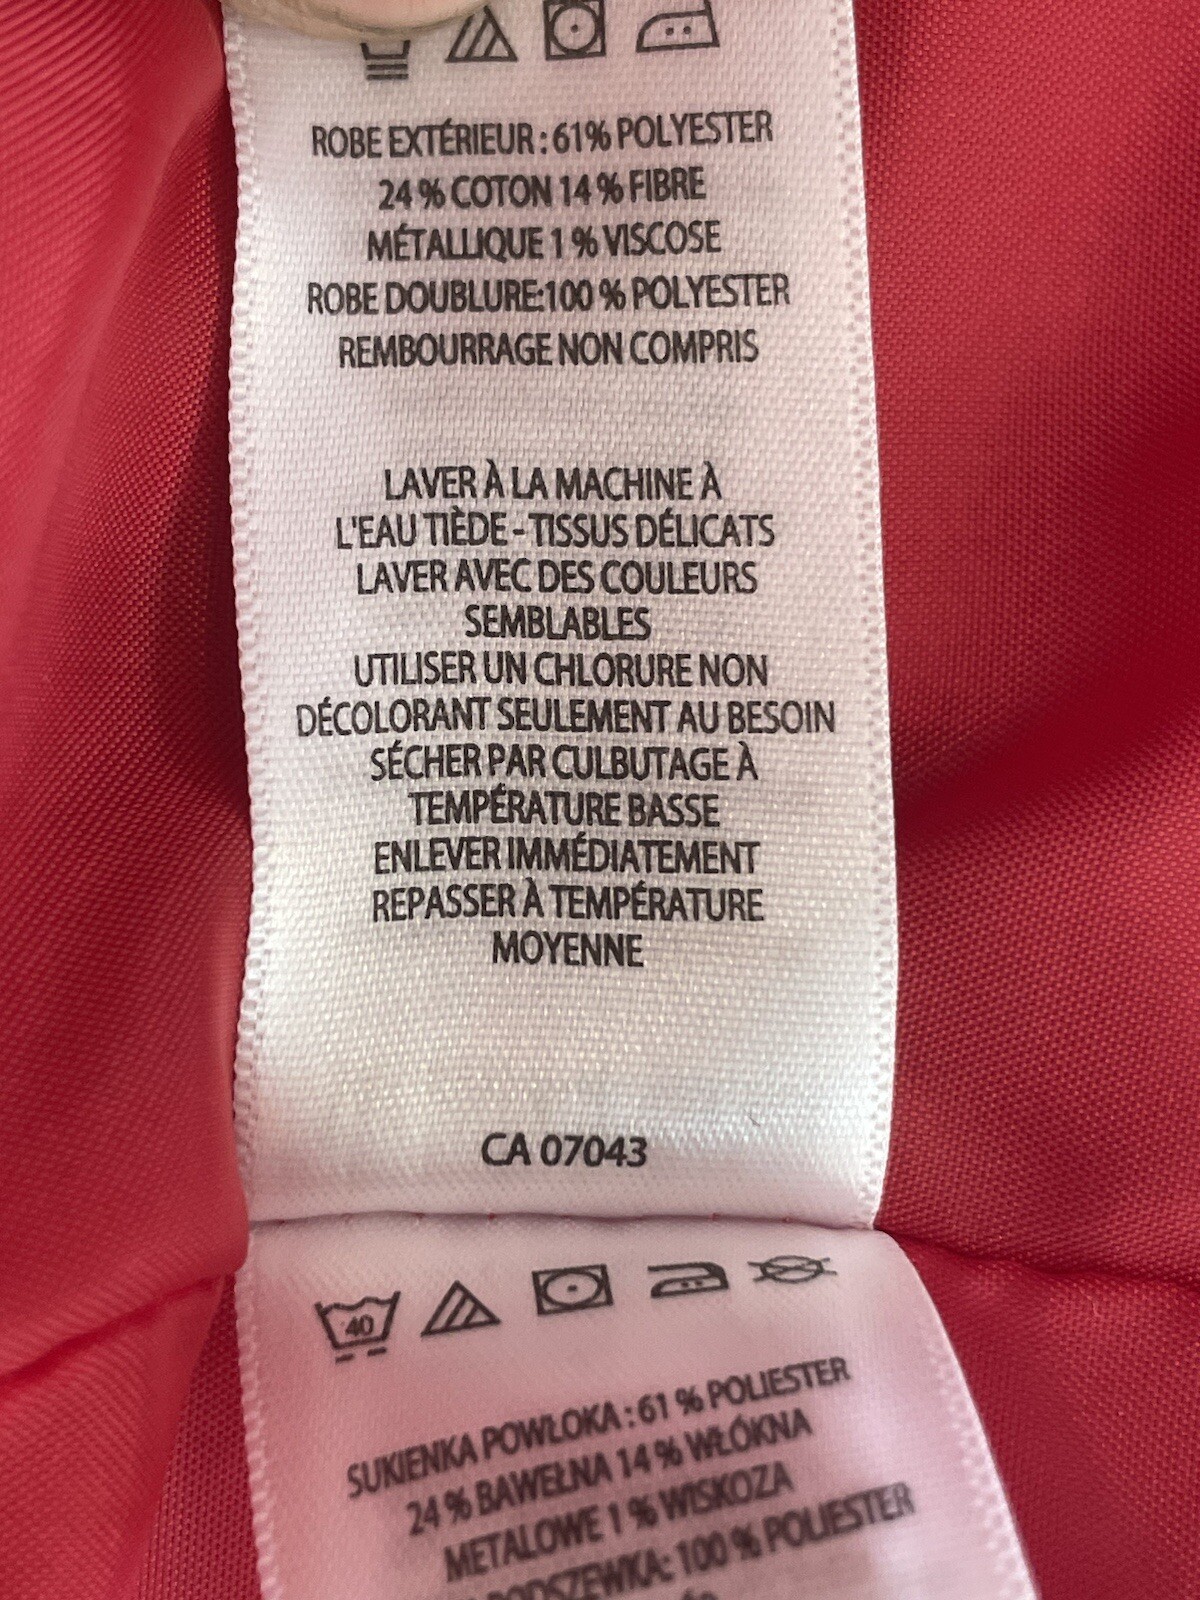 ROBE EXTÉRIEUR : 61% POLYESTER
24 % COTON 14 % FIBRE
MÉTALLIQUE 1 % VISCOSE
ROBE DOUBLURE:100 % POLYESTER
REMBOURRAGE NON COMPRIS
LAVER À LA MACHINE À
L'EAU TIÈDE - TISSUS DÉLICATS
LAVER AVEC DES COULEURS
SEMBLABLES
UTILISER UN CHLORURE NON
DÉCOLORANT SEULEMENT AU BESOIN
SÉCHER PAR CULBUTAGE À
TEMPÉRATURE BASSE
ENLEVER IMMÉDIATEMENT
REPASSER À TEMPÉRATURE
MOYENNE
CA 07043
40
SUKIENKA POWŁOKA : 61 % POLIESTER
24 % BAWEŁNA 14 % WŁÓKNA
METALOWE 1 % WISKOZA
PODSZEWKA: 100 % POLIESTER